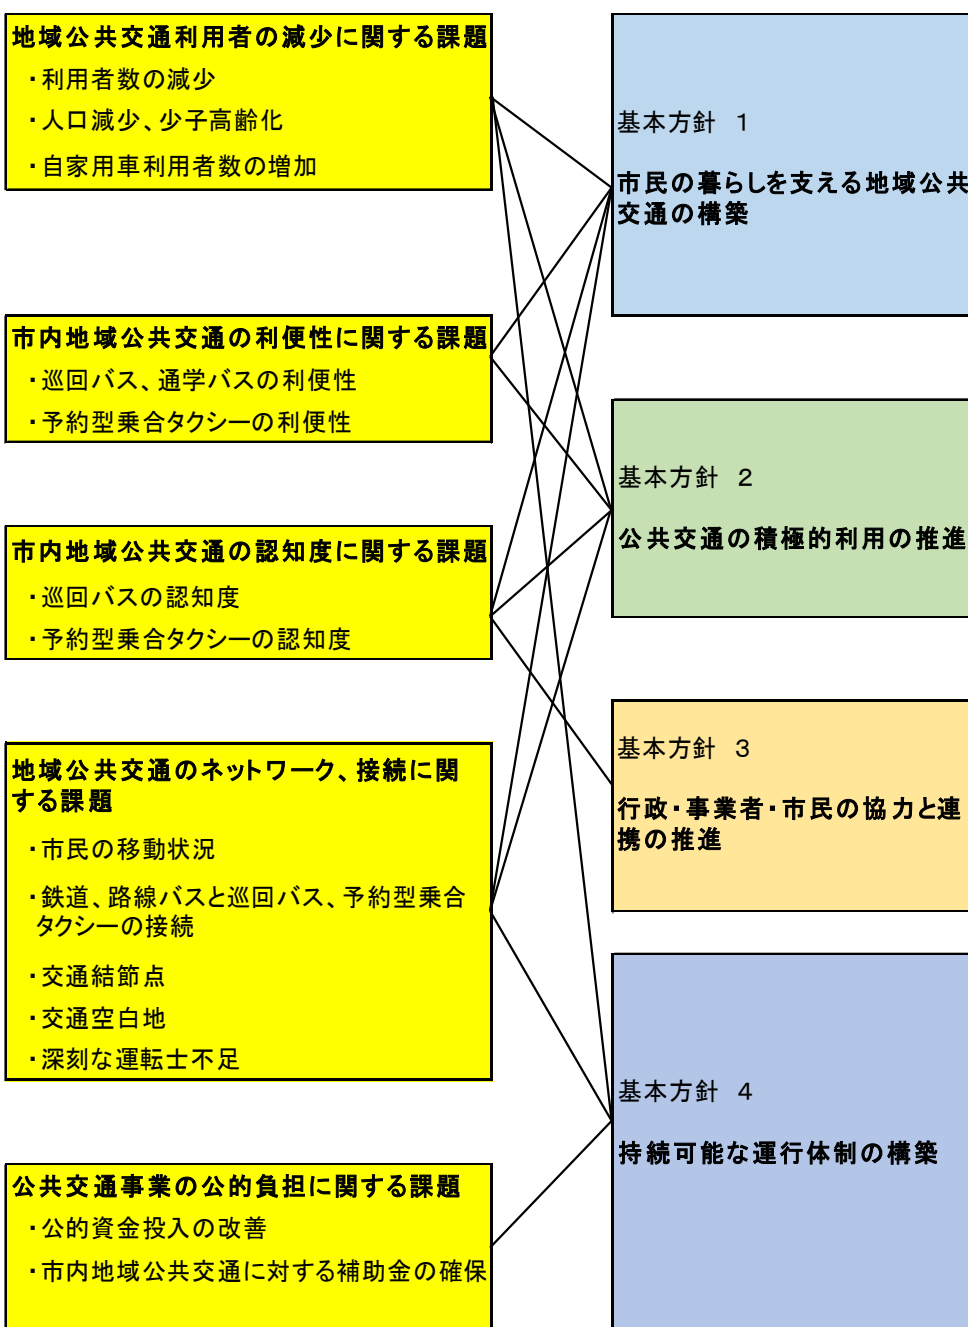 地域公共交通利用者の減少に関する課題
・利用者数の減少
・人口減少、少子高齢化
・自家用車利用者数の増加
市内地域公共交通の利便性に関する課題
・巡回バス、通学バスの利便性
・予約型乗合タクシーの利便性
市内地域公共交通の認知度に関する課題
・巡回バスの認知度
・予約型乗合タクシーの認知度
地域公共交通のネットワーク、接続に関
する課題
・市民の移動状況
・鉄道、路線バスと巡回バス、予約型乗合
タクシーの接続
・交通結節点
・交通空白地
・深刻な運転士不足
公共交通事業の公的負担に関する課題
・公的資金投入の改善
・市内地域公共交通に対する補助金の確保
基本方針　1
市民の暮らしを支える地域公共
交通の構築
基本方針　2
公共交通の積極的利用の推進
基本方針　3
行政・事業者・市民の協力と連
携の推進
基本方針　4
持続可能な運行体制の構築